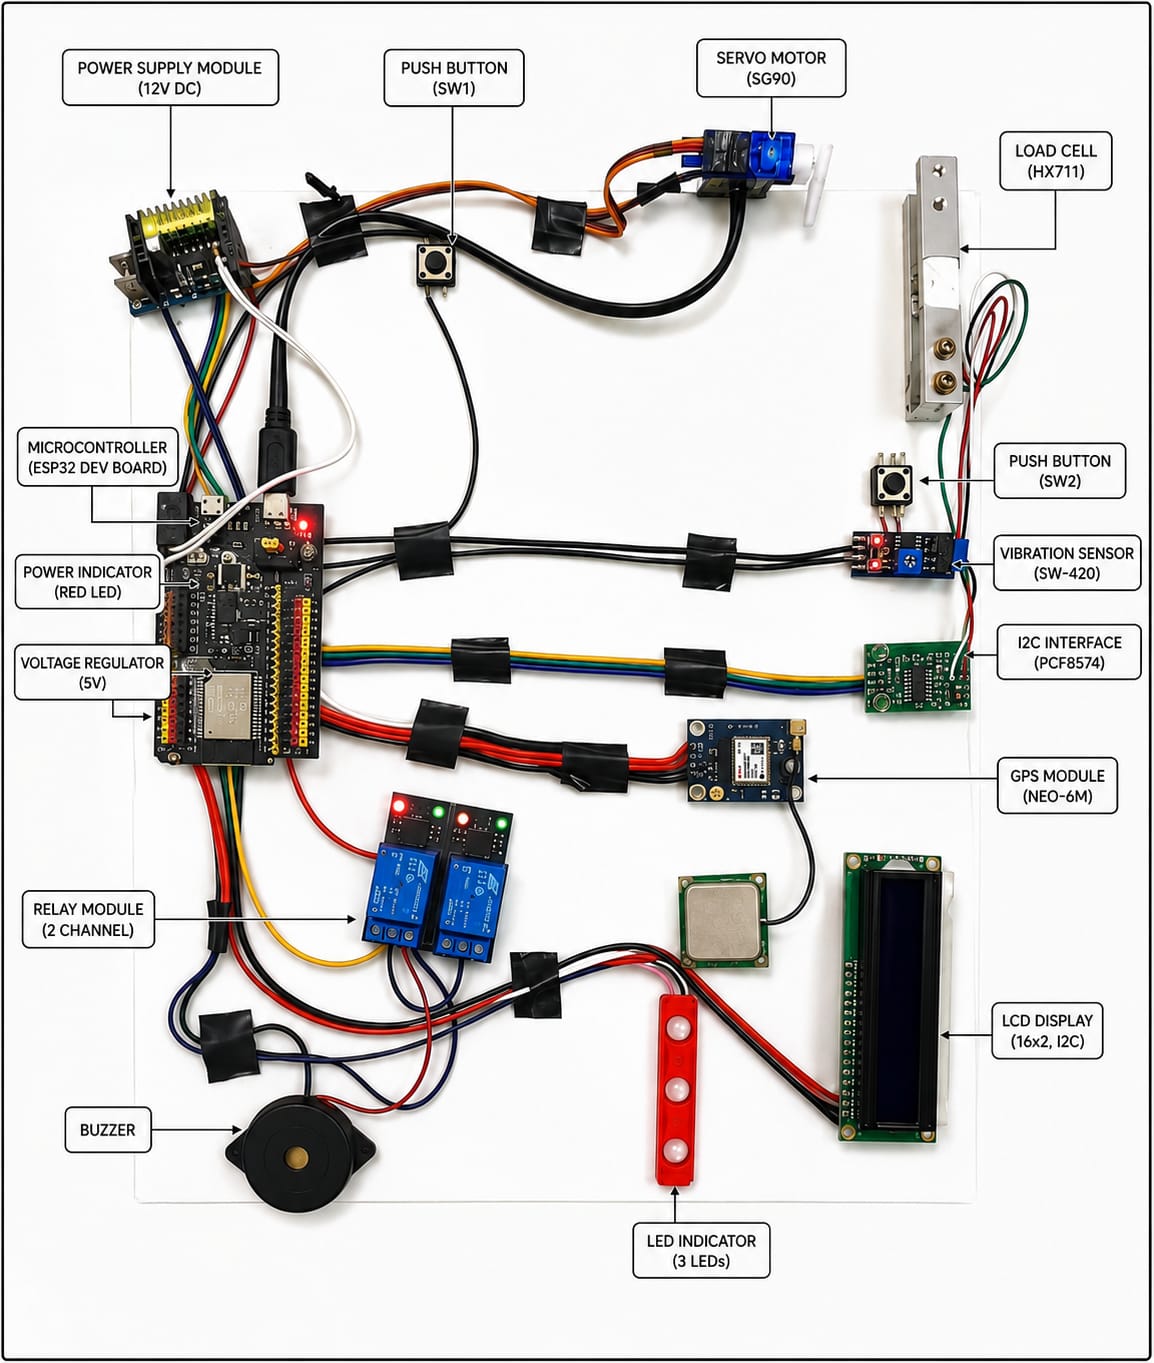 POWER SUPPLY MODULE
(12V DC)
PUSH BUTTON
(SW1)
SERVO MOTOR
(SG90)
LOAD CELL
(HX711)
MICROCONTROLLER
(ESP32 DEV BOARD)
PUSH BUTTON
(SW2)
POWER INDICATOR
(RED LED)
VIBRATION SENSOR
(SW-420)
VOLTAGE REGULATOR
(5V)
I2C INTERFACE
(PCF8574)
GPS MODULE
(NEO-6M)
RELAY MODULE
(2 CHANNEL)
LCD DISPLAY
(16x2, I2C)
BUZZER
LED INDICATOR
(3 LEDs)